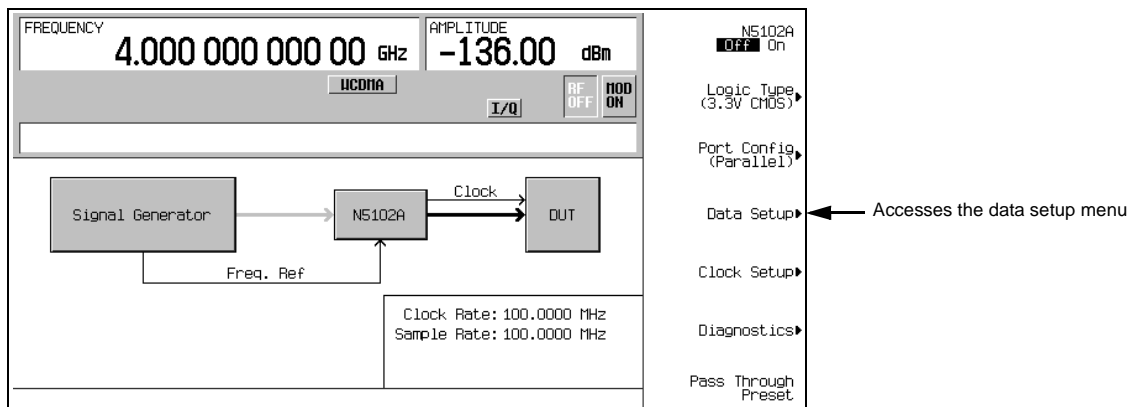 FREQUENCY
4.000 000 000 00 GHz
AMPLITUDE
-136.00 dBm
WCDMA
I/Q
RF OFF
MOD ON
Signal Generator
N5102A
Clock
DUT
Freq. Ref
Clock Rate: 100.0000 MHz
Sample Rate: 100.0000 MHz
N5102A
Off On
Logic Type
(3.3V CMOS)
Port Config
(Parallel)
Data Setup
Clock Setup
Diagnostics
Pass Through
Preset
Accesses the data setup menu